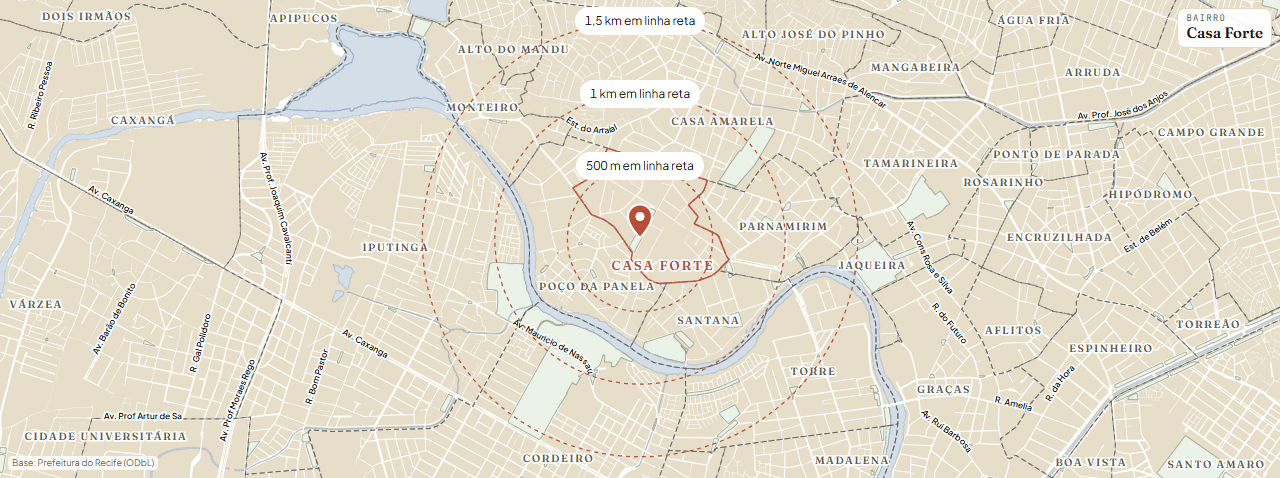 DOIS IRMÃOS
APIPUCOS
1,5 km em linha reta
ÁGUA FRIA
BAIRRO
Casa Forte
ALTO DO MANDU
ALTO JOSÉ DO PINHO
Av. Norte Miguel Arraes de Alencar
MANGABEIRA
ARRUDA
R. Ribeiro Pessoa
1 km em linha reta
MONTEIRO
CAXANGÁ
Est. do Arraial
CASA AMARELA
Av. Prof. José dos Anjos
CAMPO GRANDE
500 m em linha reta
TAMARINEIRA
PONTO DE PARADA
ROSARINHO
HIPÓDROMO
Av. Caxanga
Av. Prof. Joaquim Cavalcanti
IPUTINGA
PARNAMIRIM
ENCRUZILHADA
Est. de Belém
CASA FORTE
JAQUEIRA
Av. Cons Rosa e Silva
POÇO DA PANELA
VÁRZEA
Av. Barão de Bonito
R. Gal Polidoro
Av. Caxanga
Av. Mauricio de Nassau
SANTANA
R. do Futuro
AFLITOS
TORREÃO
ESPINHEIRO
R. Bom Pastor
TORRE
GRAÇAS
R. da Hora
R. Amelia
Av. Prof Moraes Rego
Av. Prof Artur de Sa
Av. Rui Barbosa
CIDADE UNIVERSITÁRIA
CORDEIRO
MADALENA
BOA VISTA
SANTO AMARO
Base: Prefeitura do Recife (ODbL)